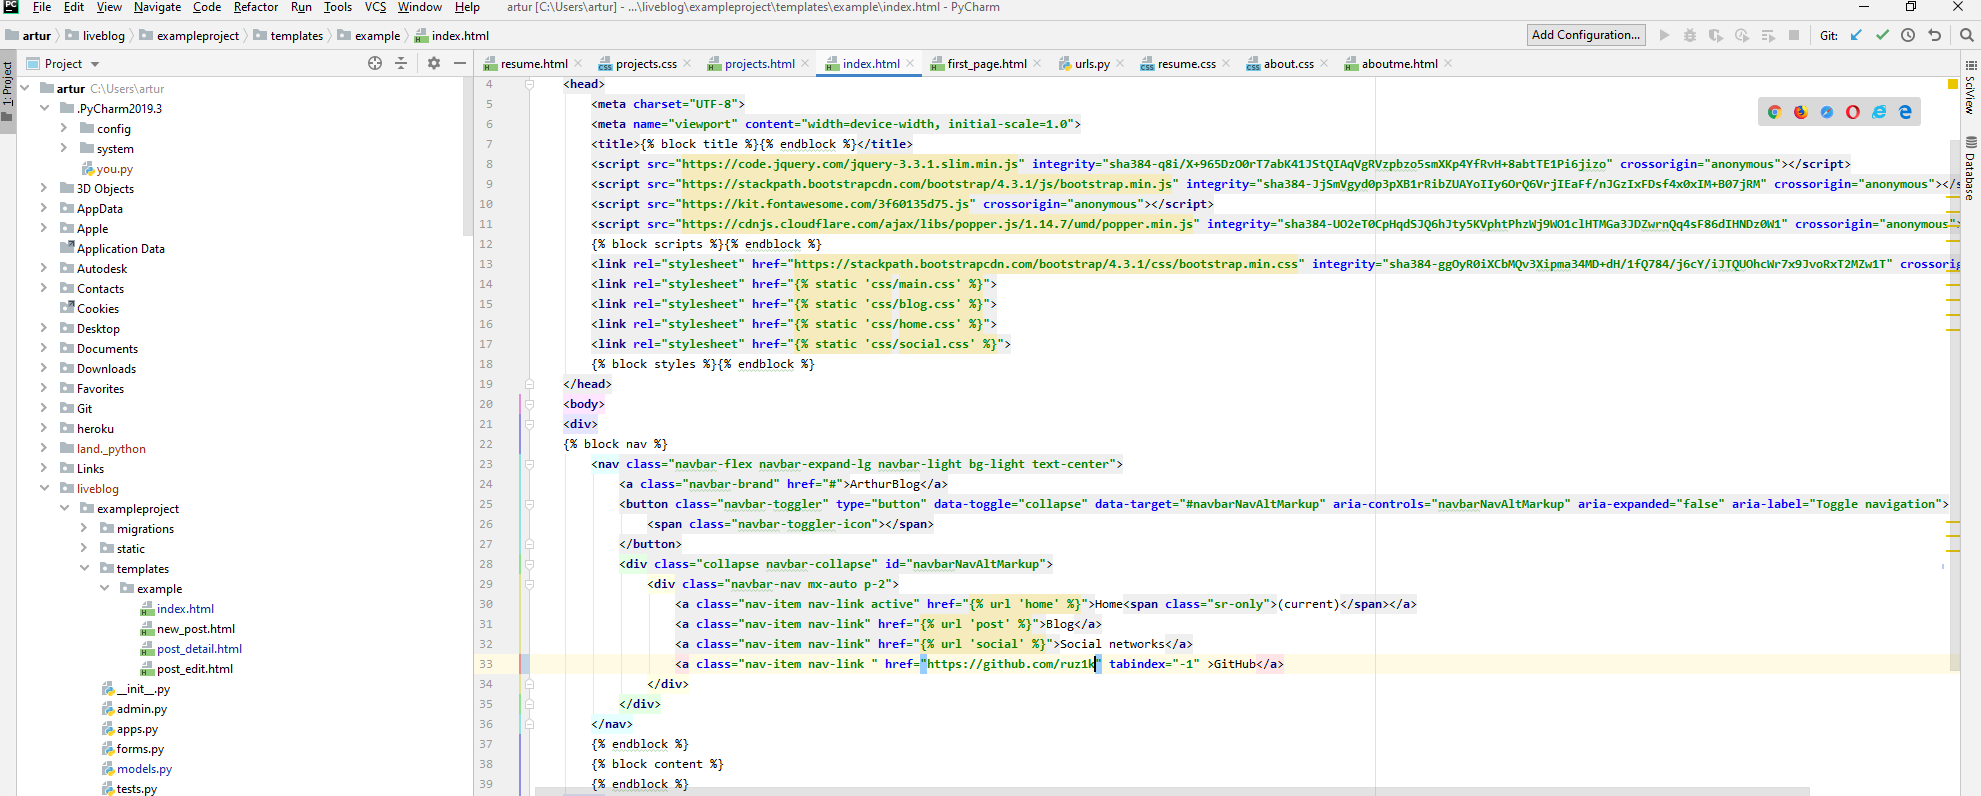 File Edit View Navigate Code Refactor Run Tools VCS Window Help artur [C:\Users\artur] - ...\liveblog\exampleproject\templates\example\index.html - PyCharm
artur liveblog exampleproject templates example index.html Add Configuration... Git:
Project
resume.html projects.css projects.html index.html first_page.html urls.py resume.css about.css aboutme.html
1: Project
artur C:\Users\artur
.PyCharm2019.3
config
system
you.py
3D Objects
AppData
Apple
Application Data
Autodesk
Contacts
Cookies
Desktop
Documents
Downloads
Favorites
Git
heroku
land._python
Links
liveblog
exampleproject
migrations
static
templates
example
index.html
new_post.html
post_detail.html
post_edit.html
__init__.py
admin.py
apps.py
forms.py
models.py
tests.py
4 <head>
5 <meta charset="UTF-8">
6 <meta name="viewport" content="width=device-width, initial-scale=1.0">
7 <title>{% block title %}{% endblock %}</title>
8 <script src="https://code.jquery.com/jquery-3.3.1.slim.min.js" integrity="sha384-q8i/X+965DzO0rT7abK41JStQIAqVgRVzpbzo5smXKp4YfRvH+8abtTE1Pi6jizo" crossorigin="anonymous"></script>
9 <script src="https://stackpath.bootstrapcdn.com/bootstrap/4.3.1/js/bootstrap.min.js" integrity="sha384-JjSmVgyd0p3pXB1rRibZUAYoIIy6OrQ6VrjIEaFf/nJGzIxFDsf4x0xIM+B07jRM" crossorigin="anonymous"></s
10 <script src="https://kit.fontawesome.com/3f60135d75.js" crossorigin="anonymous"></script>
11 <script src="https://cdnjs.cloudflare.com/ajax/libs/popper.js/1.14.7/umd/popper.min.js" integrity="sha384-UO2eT0CpHqdSJQ6hJty5KVphtPhzWj9WO1clHTMGa3JDZwrnQq4sF86dIHNDz0W1" crossorigin="anonymous">
12 {% block scripts %}{% endblock %}
13 <link rel="stylesheet" href="https://stackpath.bootstrapcdn.com/bootstrap/4.3.1/css/bootstrap.min.css" integrity="sha384-ggOyR0iXCbMQv3Xipma34MD+dH/1fQ784/j6cY/iJTQUOhcWr7x9JvoRxT2MZw1T" crossorig
14 <link rel="stylesheet" href="{% static 'css/main.css' %}">
15 <link rel="stylesheet" href="{% static 'css/blog.css' %}">
16 <link rel="stylesheet" href="{% static 'css/home.css' %}">
17 <link rel="stylesheet" href="{% static 'css/social.css' %}">
18 {% block styles %}{% endblock %}
19 </head>
20 <body>
21 <div>
22 {% block nav %}
23 <nav class="navbar-flex navbar-expand-lg navbar-light bg-light text-center">
24 <a class="navbar-brand" href="#">ArthurBlog</a>
25 <button class="navbar-toggler" type="button" data-toggle="collapse" data-target="#navbarNavAltMarkup" aria-controls="navbarNavAltMarkup" aria-expanded="false" aria-label="Toggle navigation">
26 <span class="navbar-toggler-icon"></span>
27 </button>
28 <div class="collapse navbar-collapse" id="navbarNavAltMarkup">
29 <div class="navbar-nav mx-auto p-2">
30 <a class="nav-item nav-link active" href="{% url 'home' %}">Home<span class="sr-only">(current)</span></a>
31 <a class="nav-item nav-link" href="{% url 'post' %}">Blog</a>
32 <a class="nav-item nav-link" href="{% url 'social' %}">Social networks</a>
33 <a class="nav-item nav-link " href="https://github.com/ruz1k" tabindex="-1" >GitHub</a>
34 </div>
35 </div>
36 </nav>
37 {% endblock %}
38 {% block content %}
39 {% endblock %}
SciView
Database